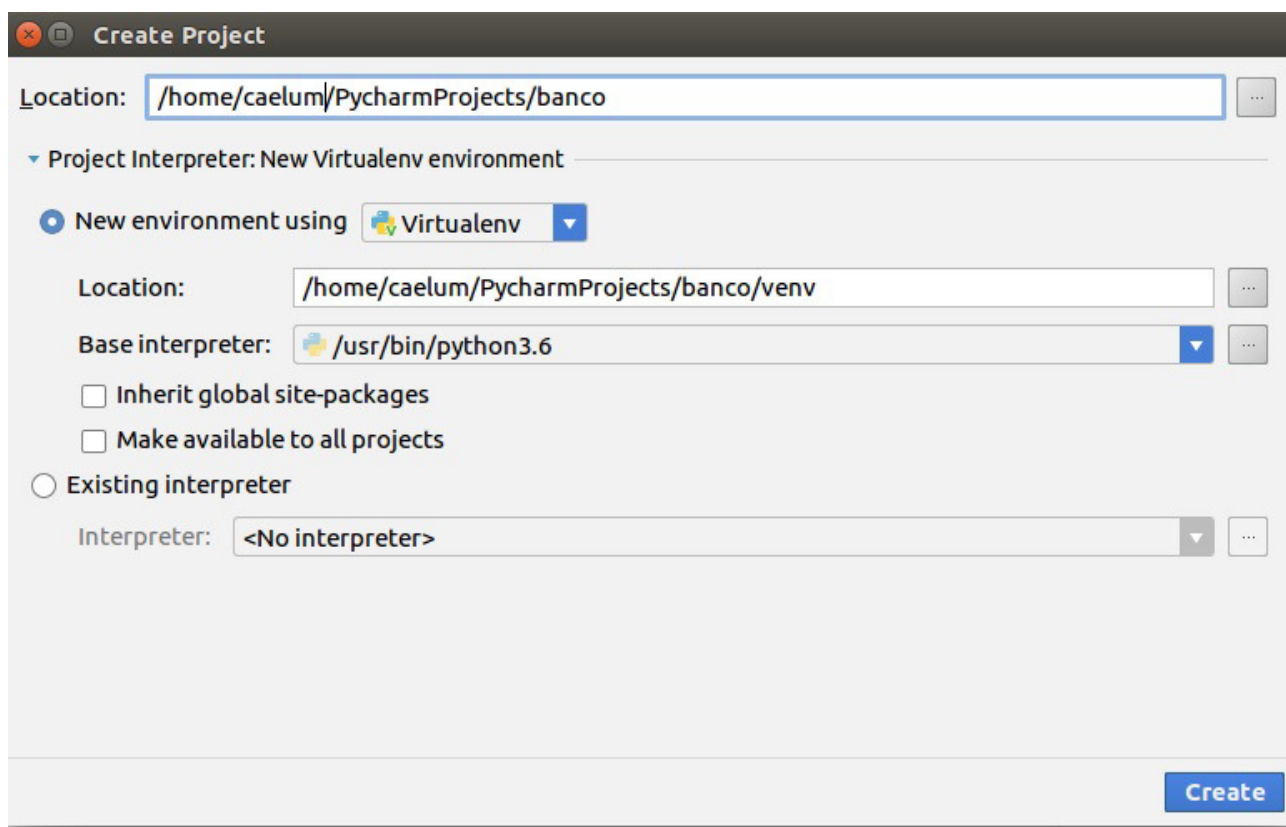 Create Project
Location: /home/caelum/PycharmProjects/banco ...
Project Interpreter: New Virtualenv environment
New environment using Virtualenv
Location: /home/caelum/PycharmProjects/banco/venv ...
Base interpreter: /usr/bin/python3.6 ...
Inherit global site-packages
Make available to all projects
Existing interpreter
Interpreter: <No interpreter> ...
Create